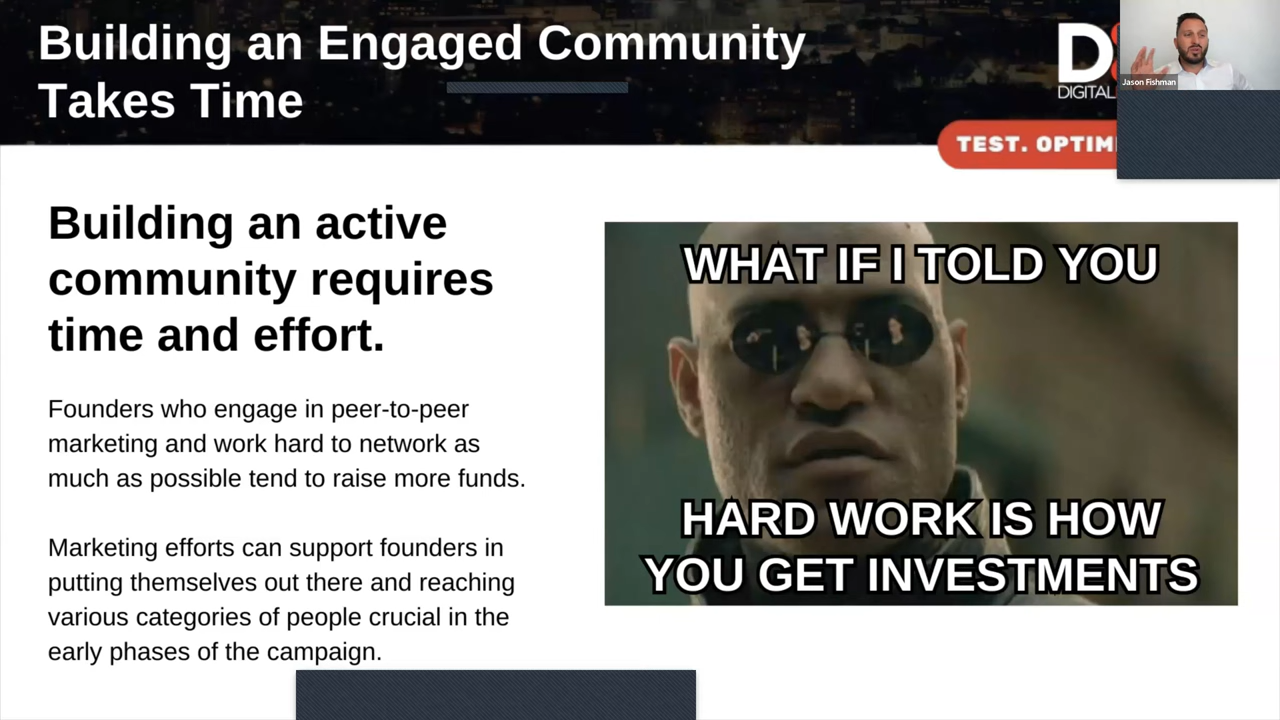 Building an Engaged Community
Takes Time
D
DIGITAL
Jason Fishman
TEST. OPTIM
Building an active
community requires
time and effort.
Founders who engage in peer-to-peer
marketing and work hard to network as
much as possible tend to raise more funds.
Marketing efforts can support founders in
putting themselves out there and reaching
various categories of people crucial in the
early phases of the campaign.
WHAT IF I TOLD YOU
HARD WORK IS HOW
YOU GET INVESTMENTS